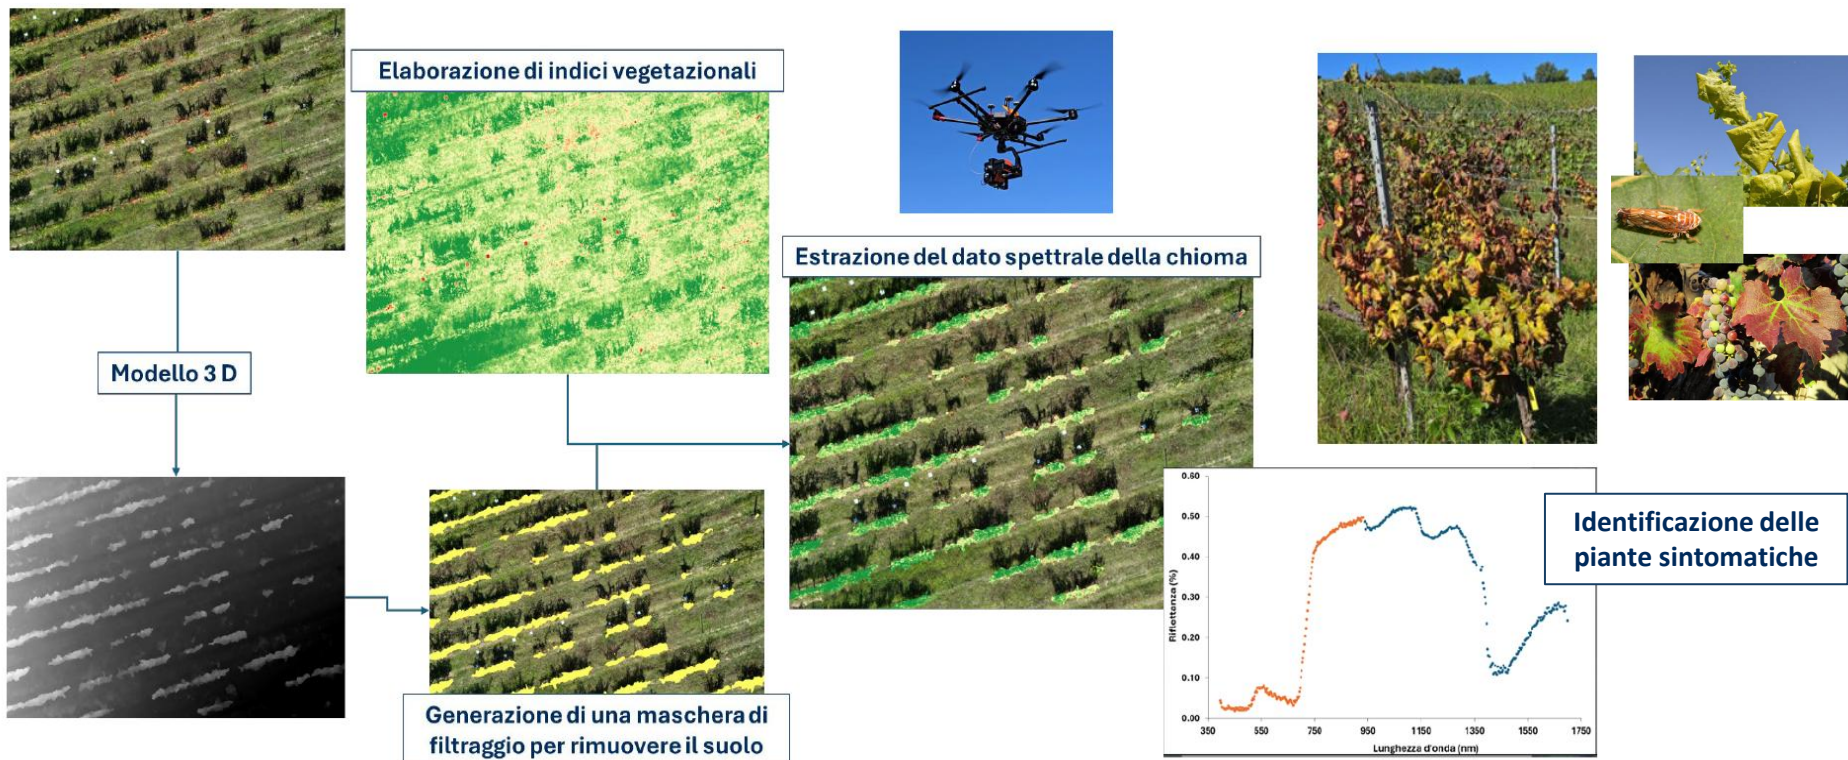 Elaborazione di indici vegetazionali
Estrazione del dato spettrale della chioma
Modello 3 D
Generazione di una maschera di
filtraggio per rimuovere il suolo
Identificazione delle
piante sintomatiche
Riflettanza (%)
0.60
0.50
0.40
0.30
0.20
0.10
0.00
350 550 750 950 1150 1350 1550 1750
Lunghezza d'onda (nm)